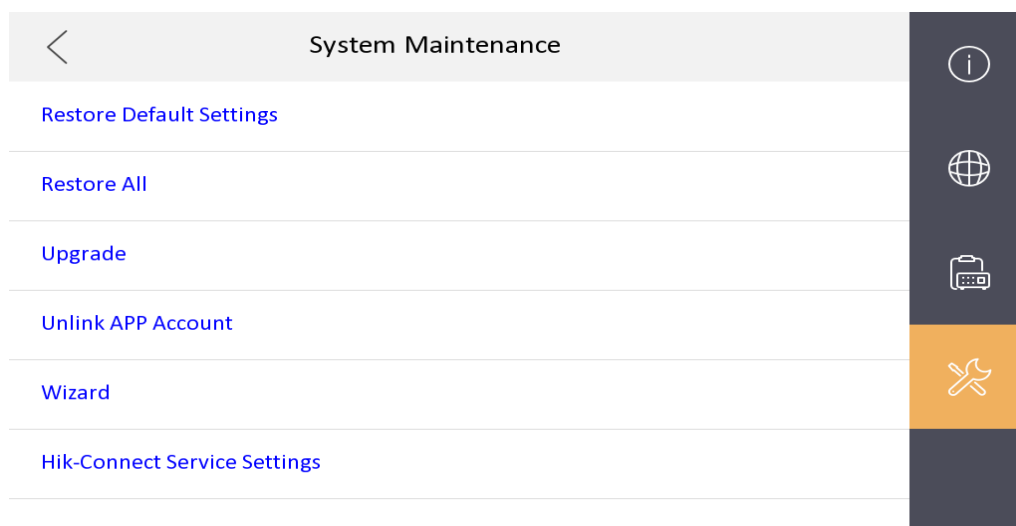 System Maintenance
Restore Default Settings
Restore All
Upgrade
Unlink APP Account
Wizard
Hik-Connect Service Settings